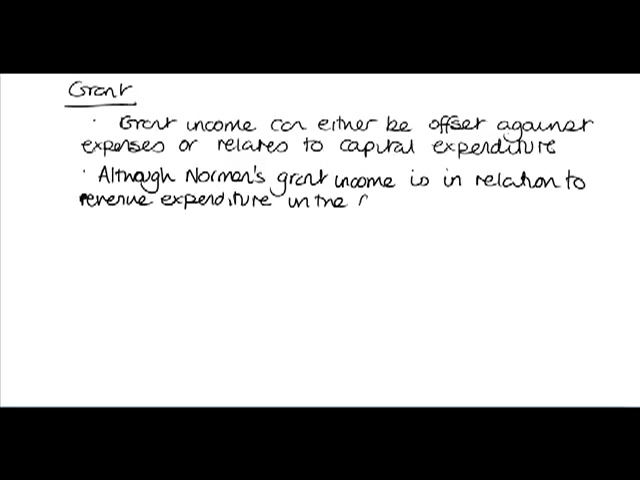 Grant
· Grant income can either be offset against
expenses or relates to capital expenditure
· Although Norman's grant income is in relation to
revenue expenditure in the